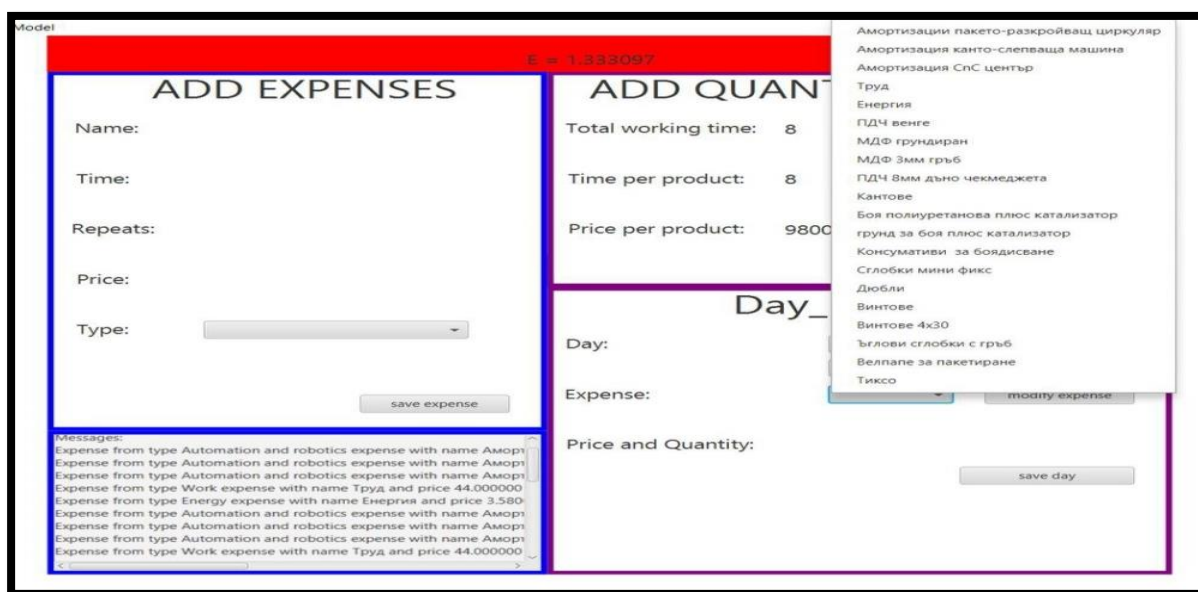 Model
E = 1.333097
ADD EXPENSES
Name:
Time:
Repeats:
Price:
Type:
save expense
Messages:
Expense from type Automation and robotics expense with name Аморт
Expense from type Automation and robotics expense with name Аморт
Expense from type Automation and robotics expense with name Аморт
Expense from type Work expense with name Труд and price 44.000000
Expense from type Energy expense with name Енергия and price 3.580
Expense from type Automation and robotics expense with name Аморт
Expense from type Automation and robotics expense with name Аморт
Expense from type Automation and robotics expense with name Аморт
Expense from type Work expense with name Труд and price 44.000000
ADD QUANT
Total working time: 8
Time per product: 8
Price per product: 9800
Day_
Day:
Expense:
modify expense
Price and Quantity:
save day
Амортизации пакето-разкройващ циркуляр
Амортизация канто-слепваща машина
Амортизация CnC център
Труд
Енергия
ПДЧ венге
МДФ грундиран
МДФ 3мм гръб
ПДЧ 8мм дъно чекмеджета
Кантове
Боя полиуретанова плюс катализатор
грунд за боя плюс катализатор
Консумативи за боядисване
Сглобки мини фикс
Дюбли
Винтове
Винтове 4x30
Ъглови сглобки с гръб
Велпапе за пакетиране
Тиксо